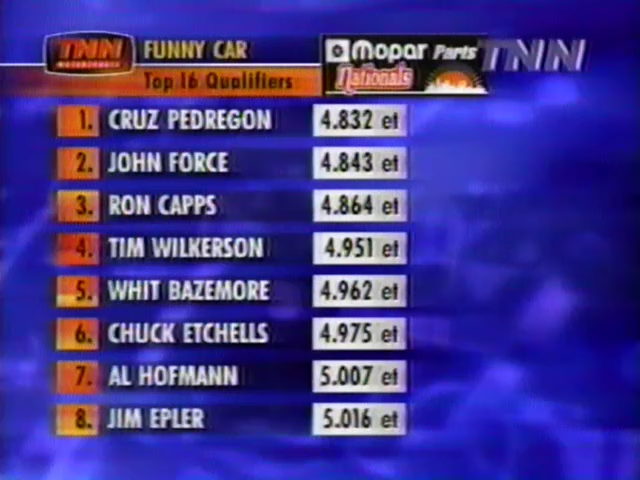 TNN
MOTORSPORTS
FUNNY CAR
Top 16 Qualifiers
Mopar Parts
Nationals
TNN
1. CRUZ PEDREGON 4.832 et
2. JOHN FORCE 4.843 et
3. RON CAPPS 4.864 et
4. TIM WILKERSON 4.951 et
5. WHIT BAZEMORE 4.962 et
6. CHUCK ETCHELLS 4.975 et
7. AL HOFMANN 5.007 et
8. JIM EPLER 5.016 et